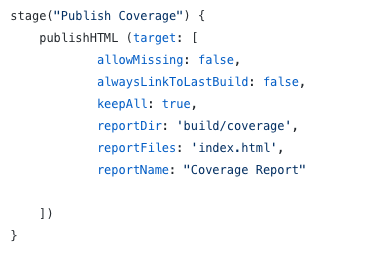 stage("Publish Coverage") {
    publishHTML (target: [
            allowMissing: false,
            alwaysLinkToLastBuild: false,
            keepAll: true,
            reportDir: 'build/coverage',
            reportFiles: 'index.html',
            reportName: "Coverage Report"

    ])
}